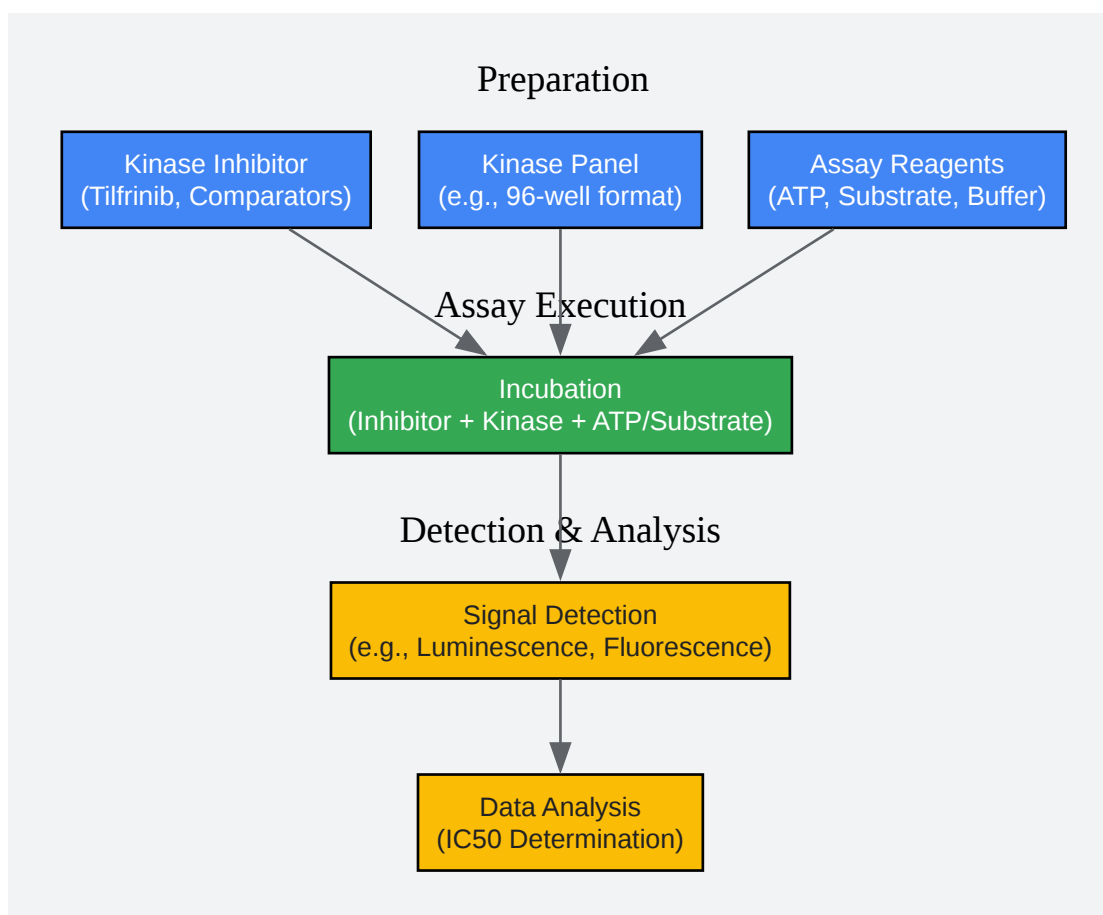 Preparation
Kinase Inhibitor
(Tilfrinib, Comparators)
Kinase Panel
(e.g., 96-well format)
Assay Reagents
(ATP, Substrate, Buffer)
Assay Execution
Incubation
(Inhibitor + Kinase + ATP/Substrate)
Detection & Analysis
Signal Detection
(e.g., Luminescence, Fluorescence)
Data Analysis
(IC50 Determination)